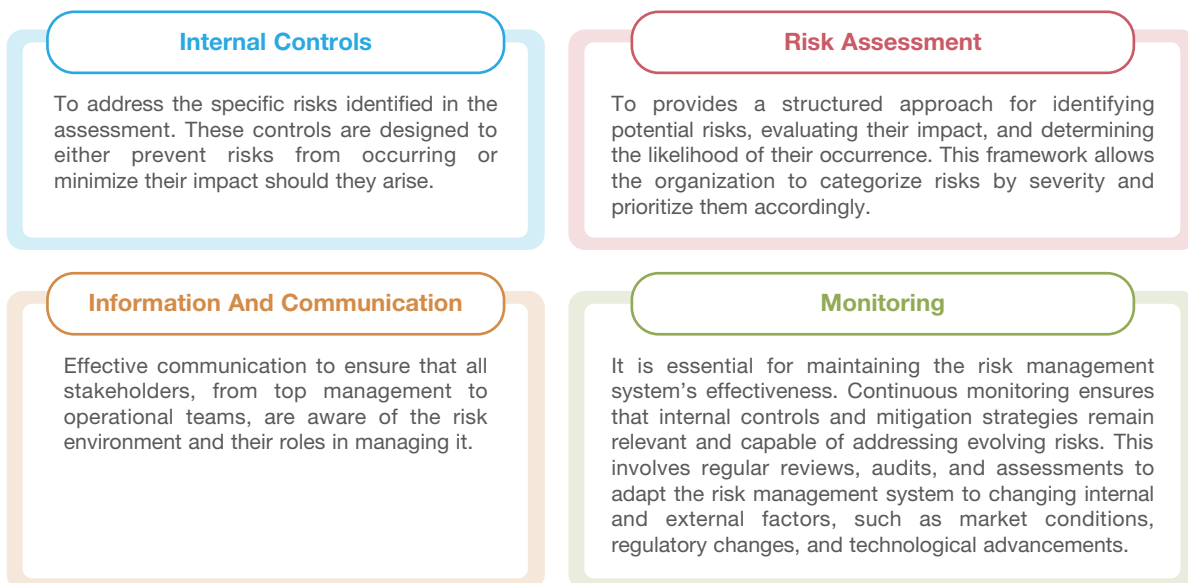 Internal Controls
To address the specific risks identified in the
assessment. These controls are designed to
either prevent risks from occurring or
minimize their impact should they arise.
Risk Assessment
To provides a structured approach for identifying
potential risks, evaluating their impact, and determining
the likelihood of their occurrence. This framework allows
the organization to categorize risks by severity and
prioritize them accordingly.
Information And Communication
Effective communication to ensure that all
stakeholders, from top management to
operational teams, are aware of the risk
environment and their roles in managing it.
Monitoring
It is essential for maintaining the risk management
system’s effectiveness. Continuous monitoring ensures
that internal controls and mitigation strategies remain
relevant and capable of addressing evolving risks. This
involves regular reviews, audits, and assessments to
adapt the risk management system to changing internal
and external factors, such as market conditions,
regulatory changes, and technological advancements.